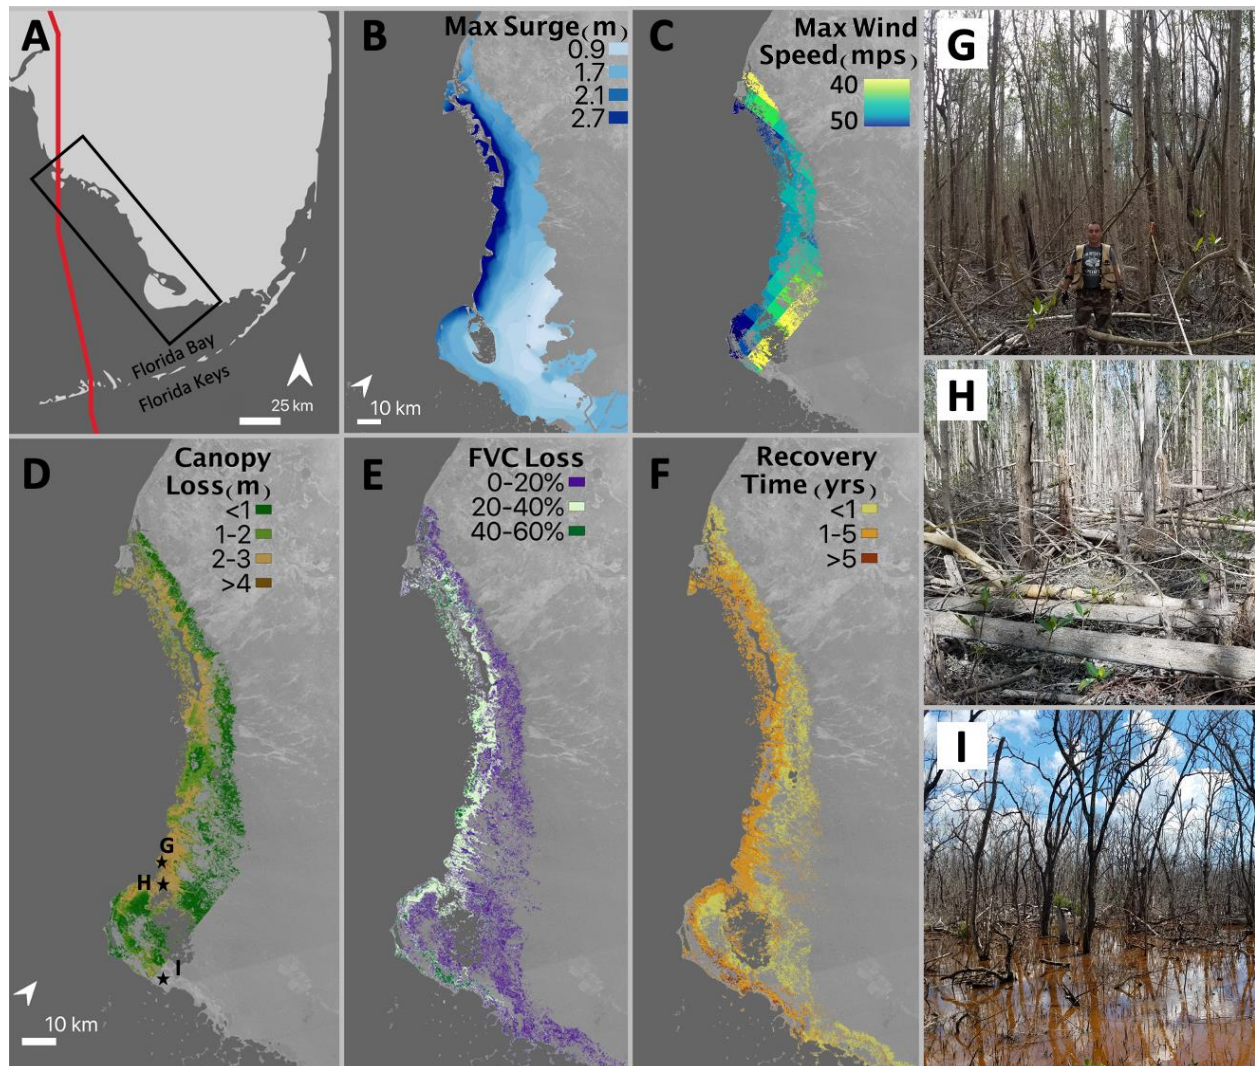 A
Florida Bay
Florida Keys
25 km
B
Max Surge(m)
0.9
1.7
2.1
2.7
10 km
C
Max Wind
Speed(mps)
40
50
G
H
I
D
Canopy
Loss(m)
<1
1-2
2-3
>4
G
H
I
10 km
E
FVC Loss
0-20%
20-40%
40-60%
F
Recovery
Time (yrs)
<1
1-5
>5